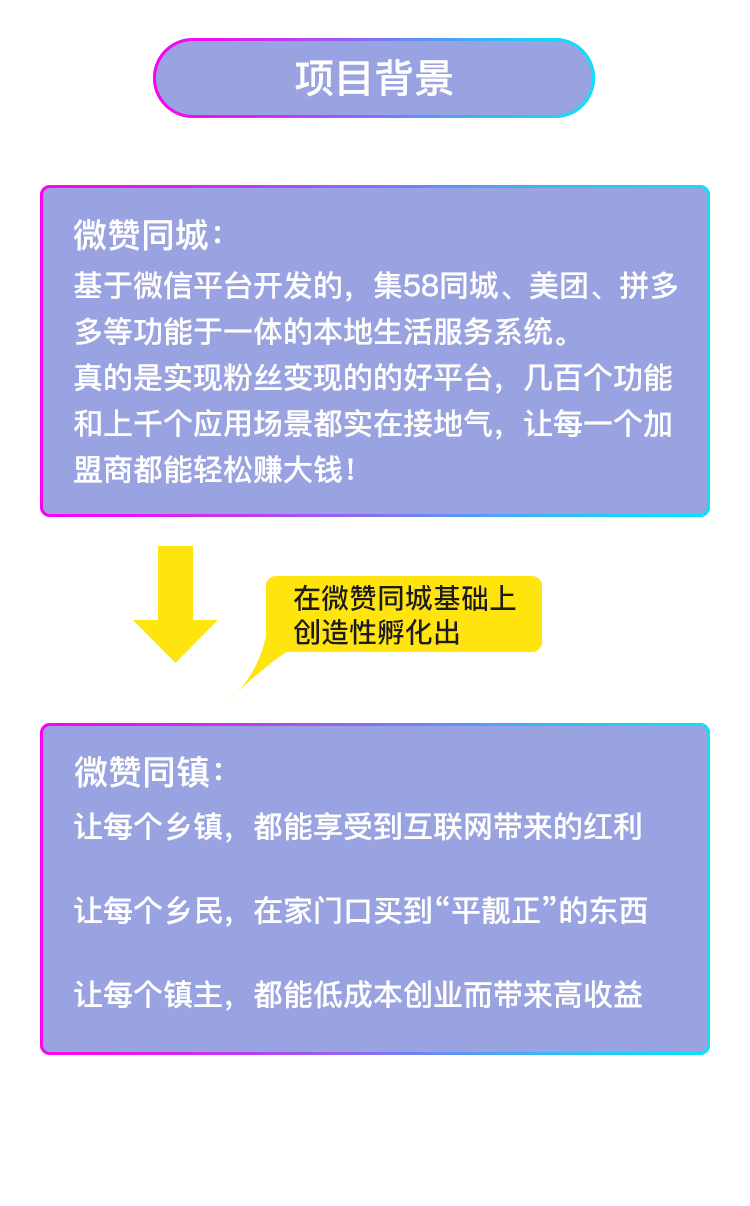 项目背景
微赞同城：
基于微信平台开发的，集58同城、美团、拼多
多等功能于一体的本地生活服务系统。
真的是实现粉丝变现的的好平台，几百个功能
和上千个应用场景都实在接地气，让每一个加
盟商都能轻松赚大钱！
在微赞同城基础上
创造性孵化出
微赞同镇：
让每个乡镇，都能享受到互联网带来的红利
让每个乡民，在家门口买到“平靓正”的东西
让每个镇主，都能低成本创业而带来高收益